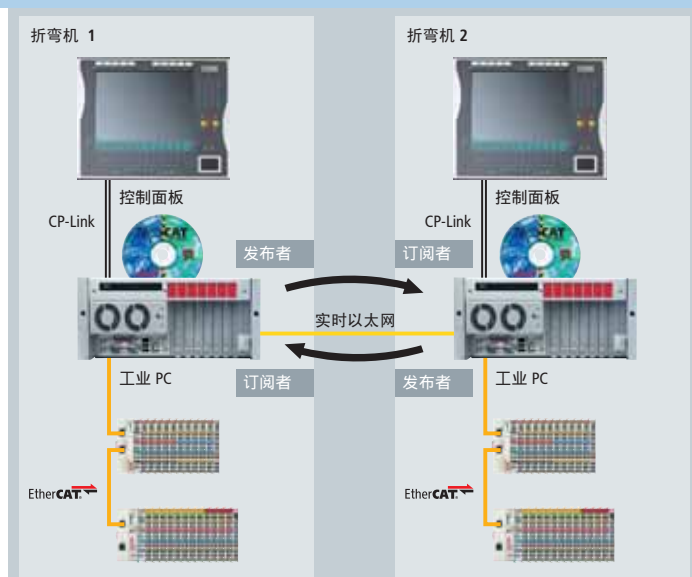 折弯机 1
折弯机 2
控制面板
控制面板
CP-Link
CP-Link
CAT
发布者
订阅者
实时以太网
工业 PC
订阅者
发布者
工业 PC
EtherCAT
EtherCAT